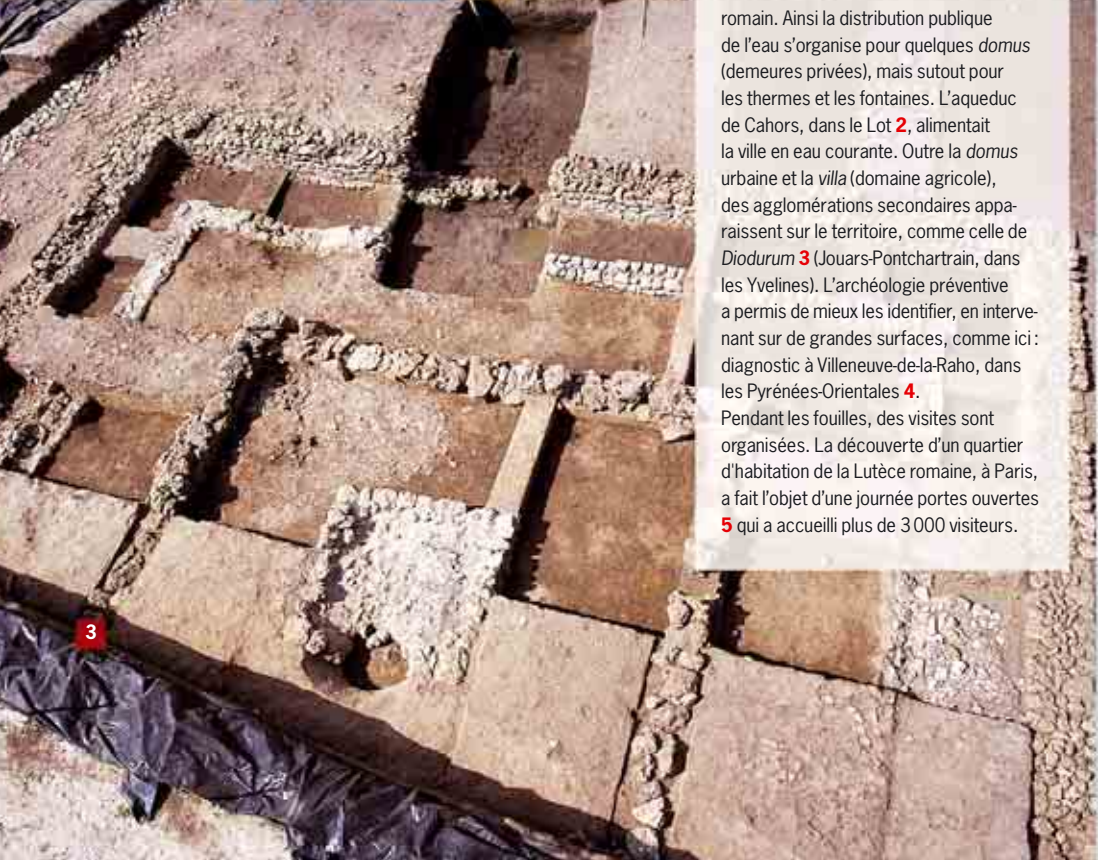 romain. Ainsi la distribution publique
de l'eau s'organise pour quelques domus
(demeures privées), mais sutout pour
les thermes et les fontaines. L'aqueduc
de Cahors, dans le Lot 2, alimentait
la ville en eau courante. Outre la domus
urbaine et la villa (domaine agricole),
des agglomérations secondaires appa-
raissent sur le territoire, comme celle de
Diodurum 3 (Jouars-Pontchartrain, dans
les Yvelines). L'archéologie préventive
a permis de mieux les identifier, en interve-
nant sur de grandes surfaces, comme ici :
diagnostic à Villeneuve-de-la-Raho, dans
les Pyrénées-Orientales 4.
Pendant les fouilles, des visites sont
organisées. La découverte d'un quartier
d'habitation de la Lutèce romaine, à Paris,
a fait l'objet d'une journée portes ouvertes
5 qui a accueilli plus de 3 000 visiteurs.
3